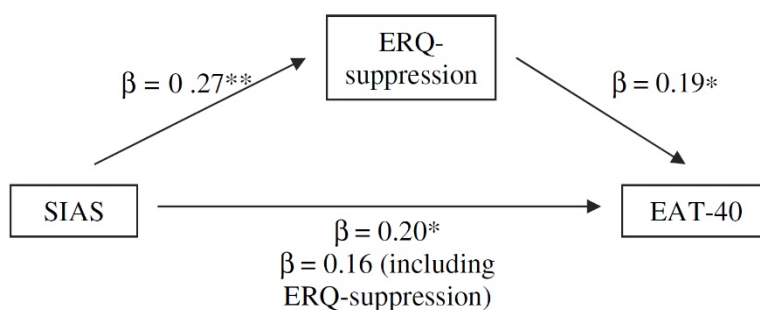 ERQ-
suppression
β = 0 .27**
β = 0.19*
SIAS
EAT-40
β = 0.20*
β = 0.16 (including
ERQ-suppression)